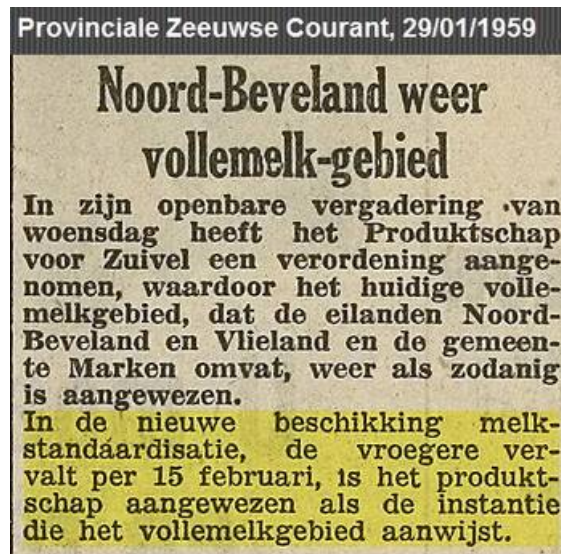 Provinciale Zeeuwse Courant, 29/01/1959
Noord-Beveland weer
vollemelk-gebied
In zijn openbare vergadering van
woensdag heeft het Produktschap
voor Zuivel een verordening aange-
nomen, waardoor het huidige volle-
melkgebied, dat de eilanden Noord-
Beveland en Vlieland en de gemeen-
te Marken omvat, weer als zodanig
is aangewezen.
In de nieuwe beschikking melk-
standaardisatie, de vroegere ver-
valt per 15 februari, is het produkt-
schap aangewezen als de instantie
die het vollemelkgebied aanwijst.